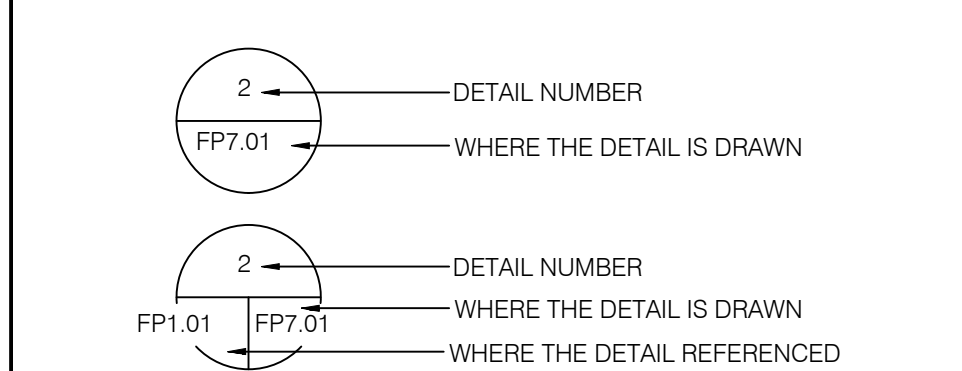 2
DETAIL NUMBER
FP7.01
WHERE THE DETAIL IS DRAWN
2
DETAIL NUMBER
WHERE THE DETAIL IS DRAWN
FP1.01 FP7.01
WHERE THE DETAIL REFERENCED